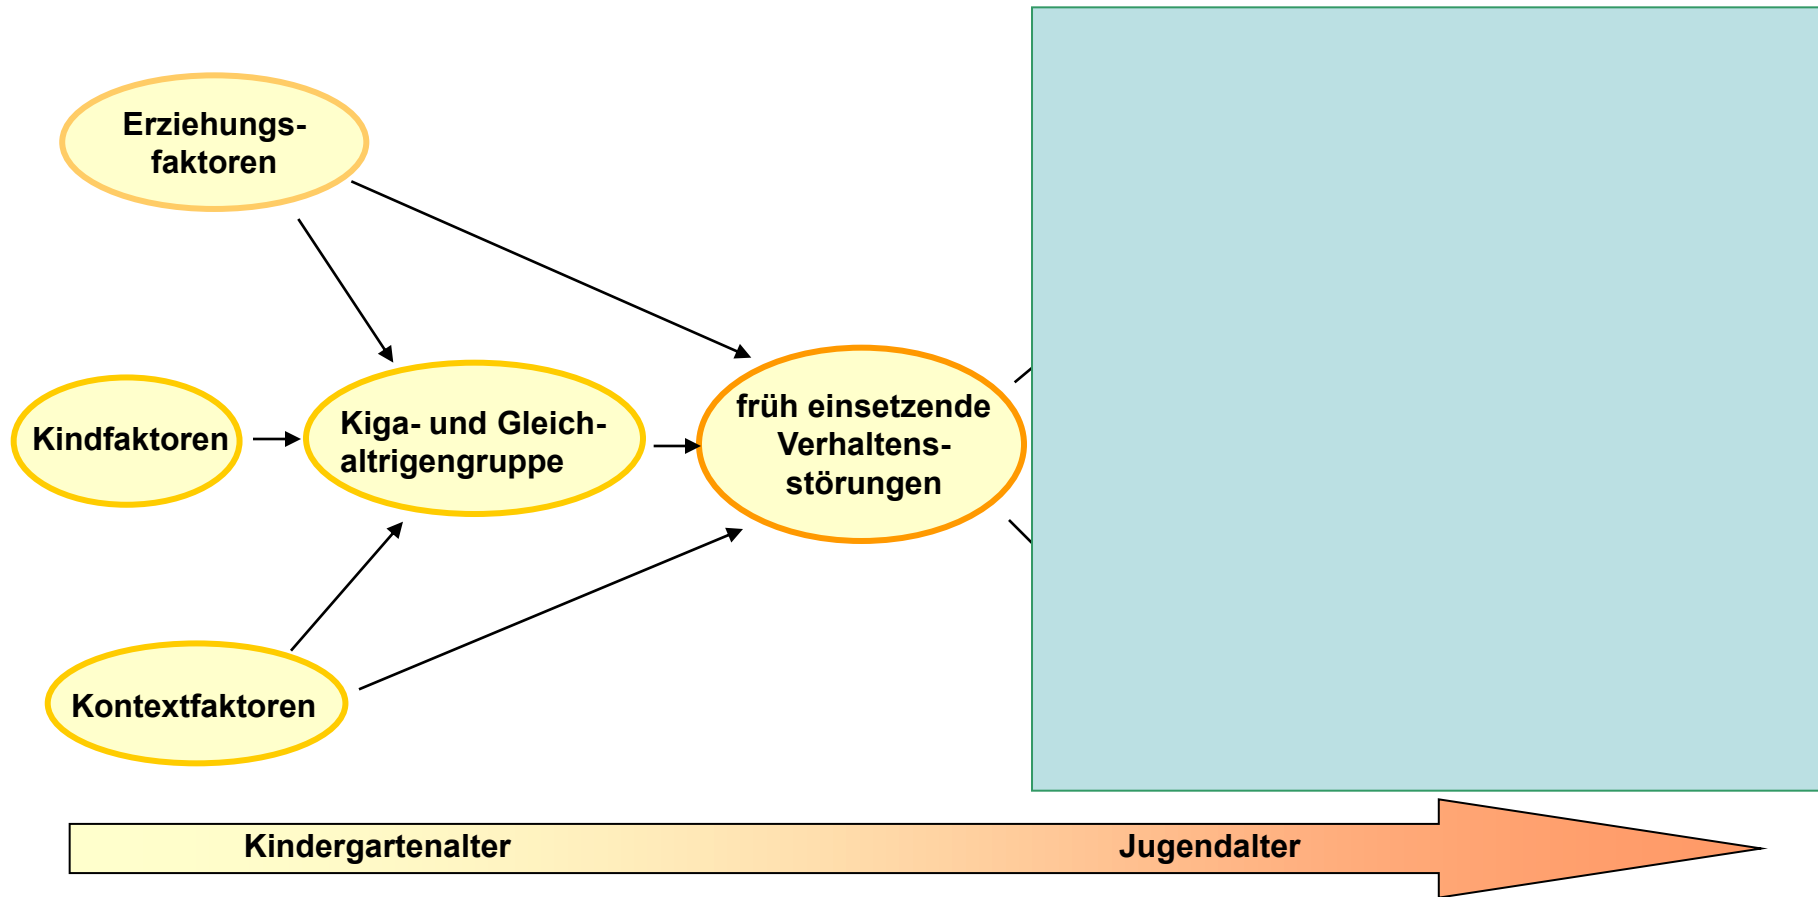 Erziehungs-
faktoren
Kindfaktoren
Kiga- und Gleich-
altrigengruppe
früh einsetzende
Verhaltens-
störungen
Kontextfaktoren
Kindergartenalter
Jugendalter